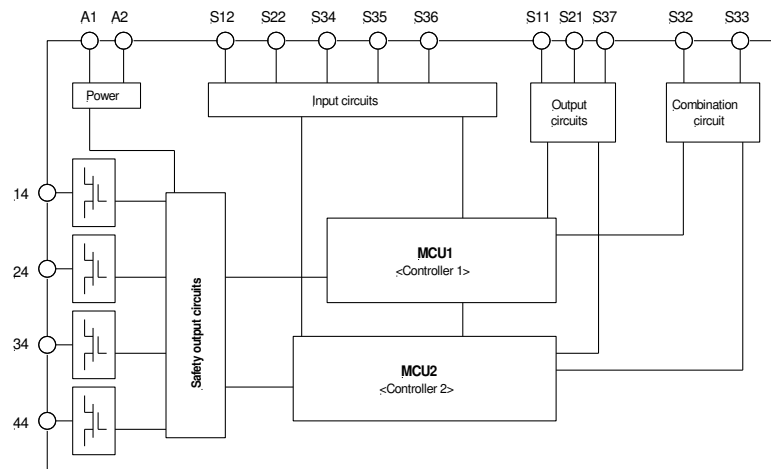 A1 A2 S12 S22 S34 S35 S36 S11 S21 S37 S32 S33
Power
Input circuits
Output
circuits
Combination
circuit
14
24
34
44
Safety output circuits
MCU1
<Controller 1>
MCU2
<Controller 2>